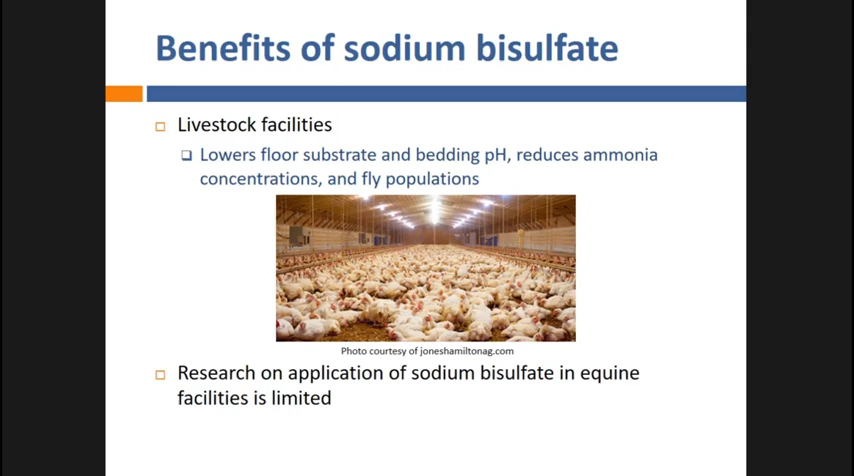 Benefits of sodium bisulfate
Livestock facilities
Lowers floor substrate and bedding pH, reduces ammonia
concentrations, and fly populations
Photo courtesy of joneshamiltonag.com
Research on application of sodium bisulfate in equine
facilities is limited